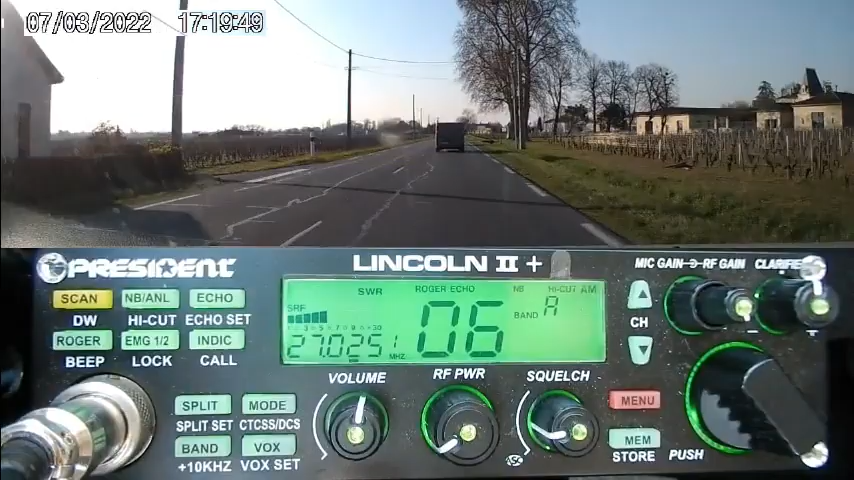 07/03/2022 17:19:49
PRESIDENT LINCOLN II + MIC GAIN RF GAIN CLARIFIER
SCAN NB/ANL ECHO
DW HI-CUT ECHO SET
ROGER EMG 1/2 INDIC
BEEP LOCK CALL
SWR ROGER ECHO NB HI-CUT AM
SRF
06 BAND A
27.0251 MHZ
CH
VOLUME RF PWR SQUELCH
SPLIT MODE
SPLIT SET CTCSS/DCS
BAND VOX
+10KHZ VOX SET
ASC
MENU
MEM
STORE PUSH